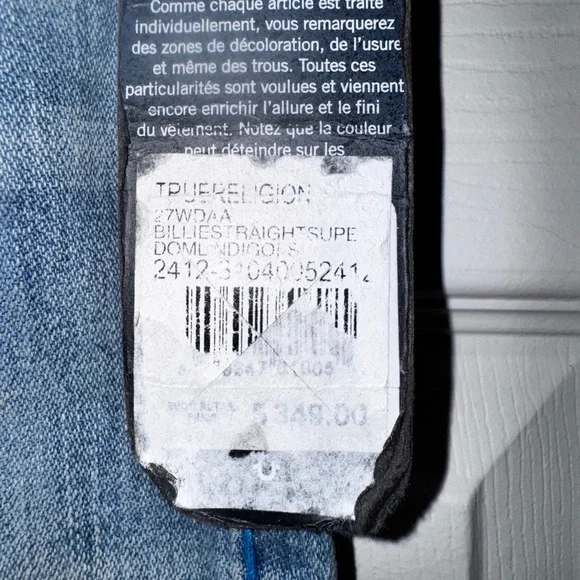 Comme chaque article est traité
individuellement, vous remarquerez
des zones de décoloration, de l'usure
et même des trous. Toutes ces
particularités sont voulues et viennent
encore enrichir l'allure et le fini
du vêtement. Notez que la couleur
peut déteindre sur les
TRUERELIGION
27WDAA
BILLIESTRAIGHTSUPE
349.00